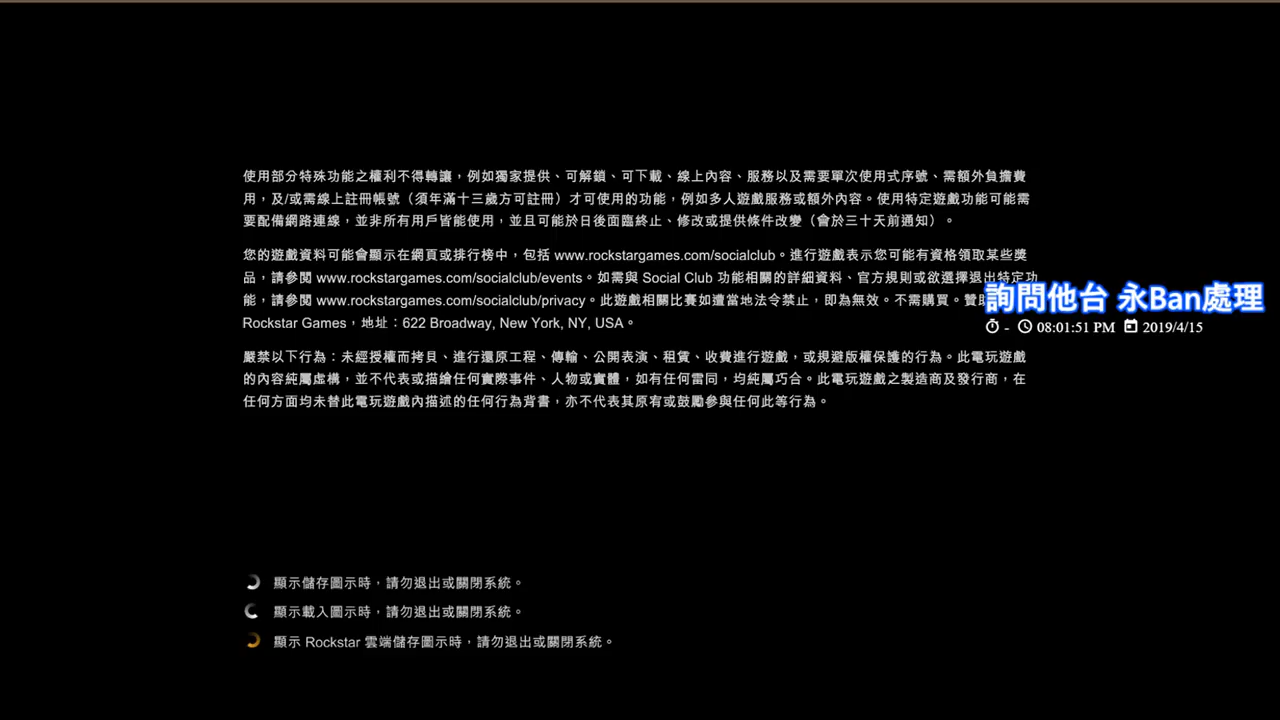 使用部分特殊功能之權利不得轉讓，例如獨家提供、可解鎖、可下載、線上內容、服務以及需要單次使用式序號、需額外負擔費
用，及/或需線上註冊帳號（須年滿十三歲方可註冊）才可使用的功能，例如多人遊戲服務或額外內容。使用特定遊戲功能可能需
要配備網路連線，並非所有用戶皆能使用，並且可能於日後面臨終止、修改或提供條件改變（會於三十天前通知）。
您的遊戲資料可能會顯示在網頁或排行榜中，包括 www.rockstargames.com/socialclub。進行遊戲表示您可能有資格領取某些獎
品，請參閱 www.rockstargames.com/socialclub/events。如需與 Social Club 功能相關的詳細資料、官方規則或欲選擇退出特定功
能，請參閱 www.rockstargames.com/socialclub/privacy。此遊戲相關比賽如遭當地法令禁止，即為無效。不需購買。贊
詢問他台 永Ban處理
Rockstar Games，地址：622 Broadway, New York, NY, USA。
- 08:01:51 PM 2019/4/15
嚴禁以下行為：未經授權而拷貝、進行還原工程、傳輸、公開表演、租賃、收費進行遊戲，或規避版權保護的行為。此電玩遊戲
的內容純屬虛構，並不代表或描繪任何實際事件、人物或實體，如有任何雷同，均純屬巧合。此電玩遊戲之製造商及發行商，在
任何方面均未替此電玩遊戲內描述的任何行為背書，亦不代表其原宥或鼓勵參與任何此等行為。
顯示儲存圖示時，請勿退出或關閉系統。
顯示載入圖示時，請勿退出或關閉系統。
顯示 Rockstar 雲端儲存圖示時，請勿退出或關閉系統。